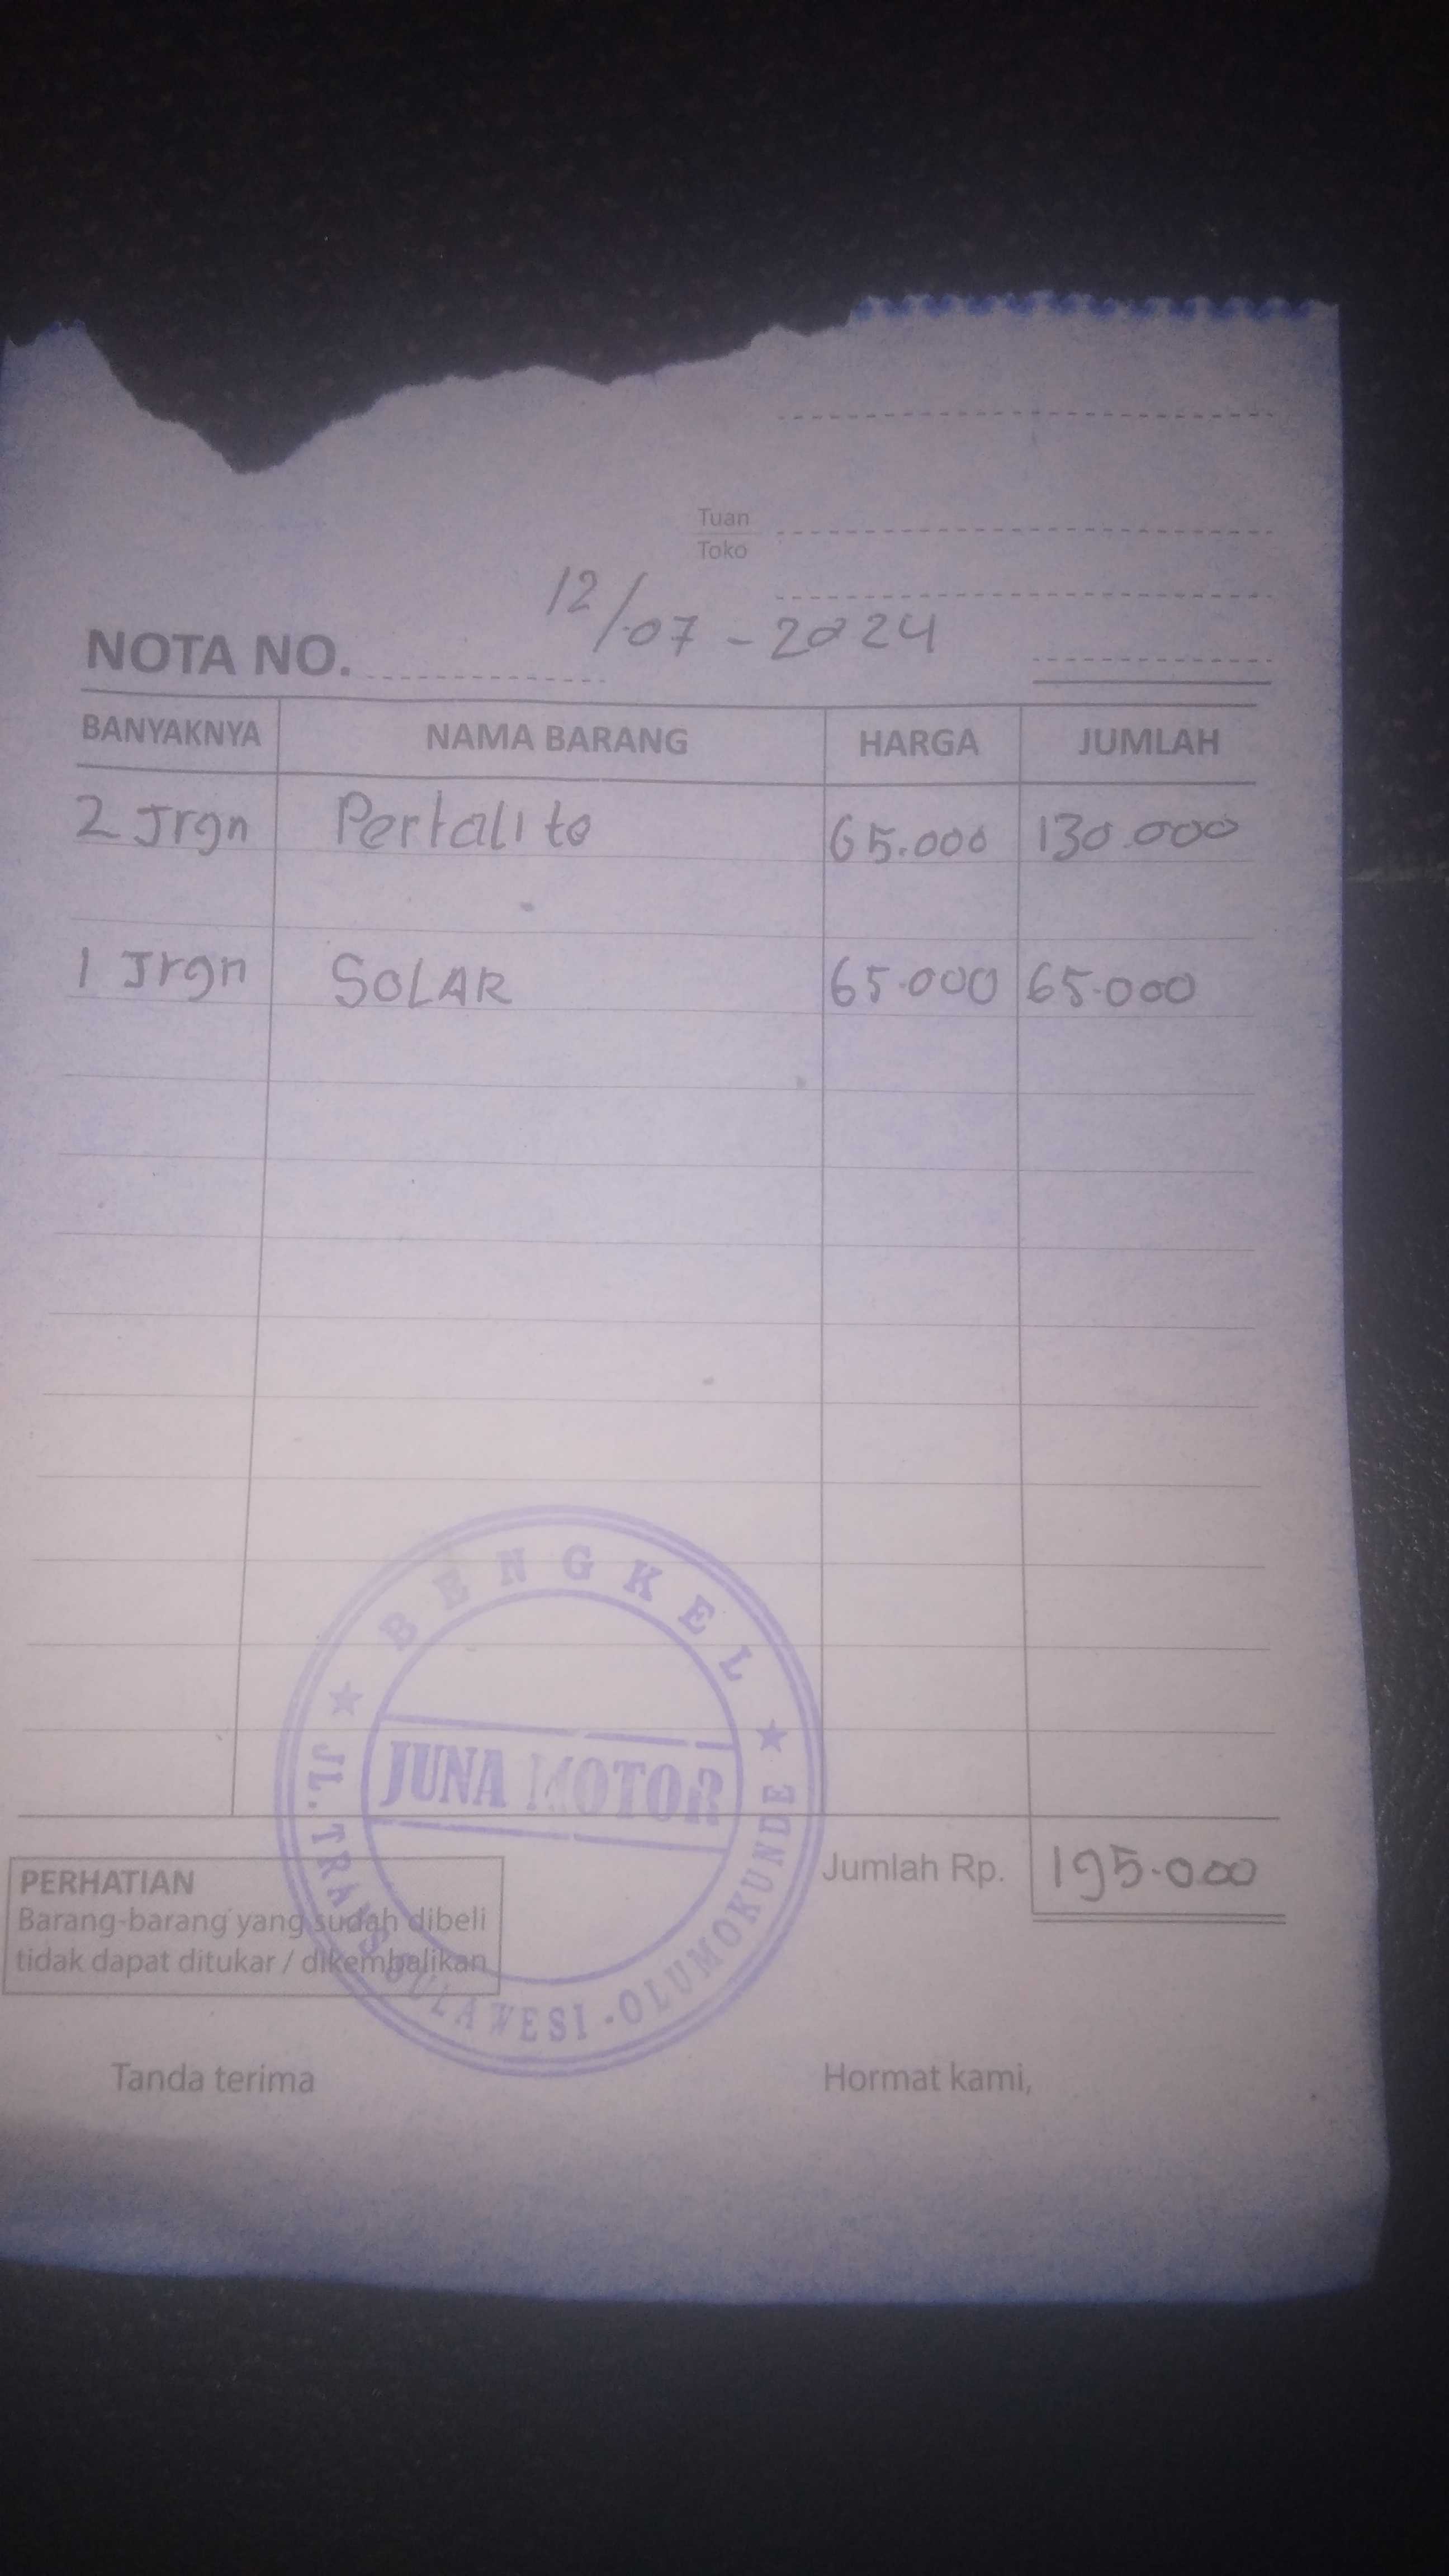 Tuan
Toko
12/07-2024
NOTA NO.
BANYAKNYA NAMA BARANG HARGA JUMLAH
2 Jrgn Pertalite 65.000 130.000
1 Jrgn SOLAR 65.000 65.000
BENGKEL
JUNA MOTOR
JL. TRANS SULAWESI - OLUMOKUNDE
Jumlah Rp. 195.000
PERHATIAN
Barang-barang yang sudah dibeli
tidak dapat ditukar / dikembalikan
Tanda terima Hormat kami,